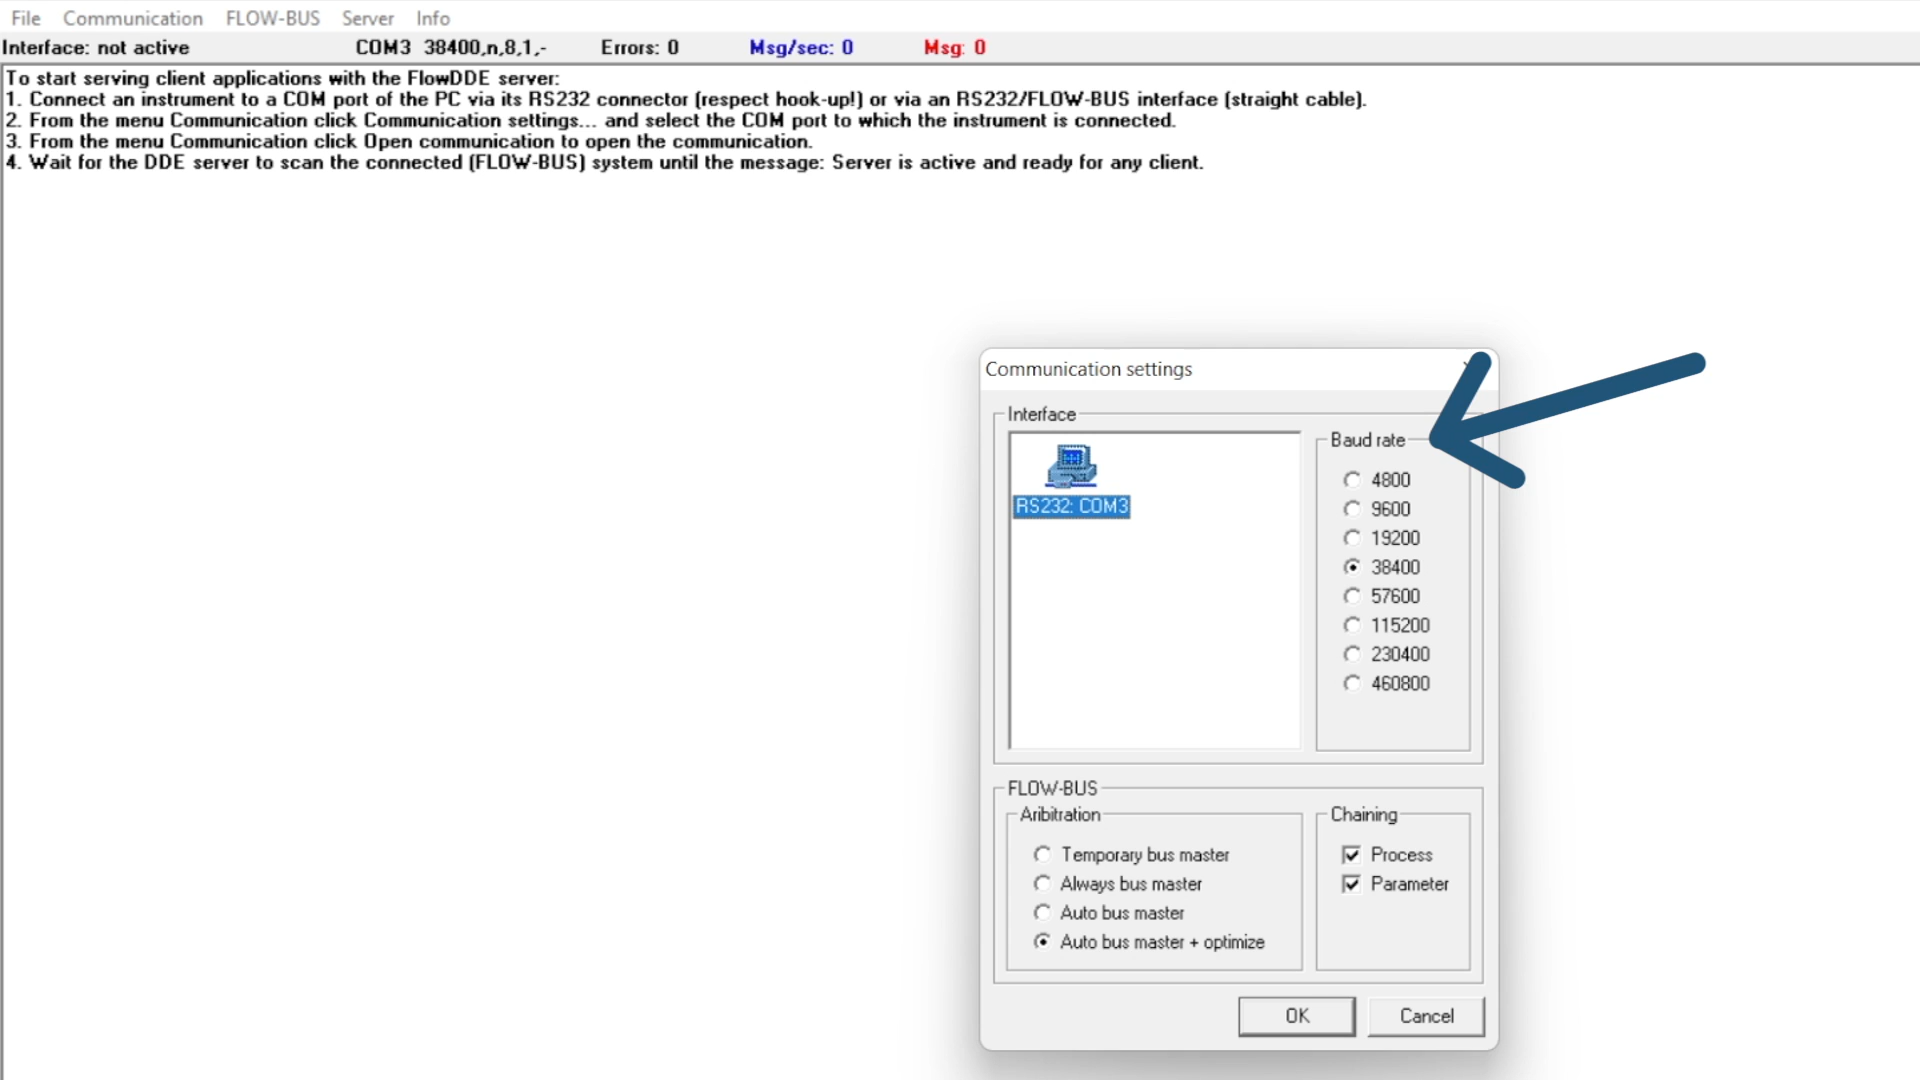 File Communication FLOW-BUS Server Info
Interface: not active COM3 38400,n,8,1,- Errors: 0 Msg/sec: 0 Msg: 0
To start serving client applications with the FlowDDE server:
1. Connect an instrument to a COM port of the PC via its RS232 connector (respect hook-up!) or via an RS232/FLOW-BUS interface (straight cable).
2. From the menu Communication click Communication settings... and select the COM port to which the instrument is connected.
3. From the menu Communication click Open communication to open the communication.
4. Wait for the DDE server to scan the connected (FLOW-BUS) system until the message: Server is active and ready for any client.
Communication settings
Interface
RS232: COM3
Baud rate
4800
9600
19200
38400
57600
115200
230400
460800
FLOW-BUS
Aribitration
Temporary bus master
Always bus master
Auto bus master
Auto bus master + optimize
Chaining
Process
Parameter
OK Cancel